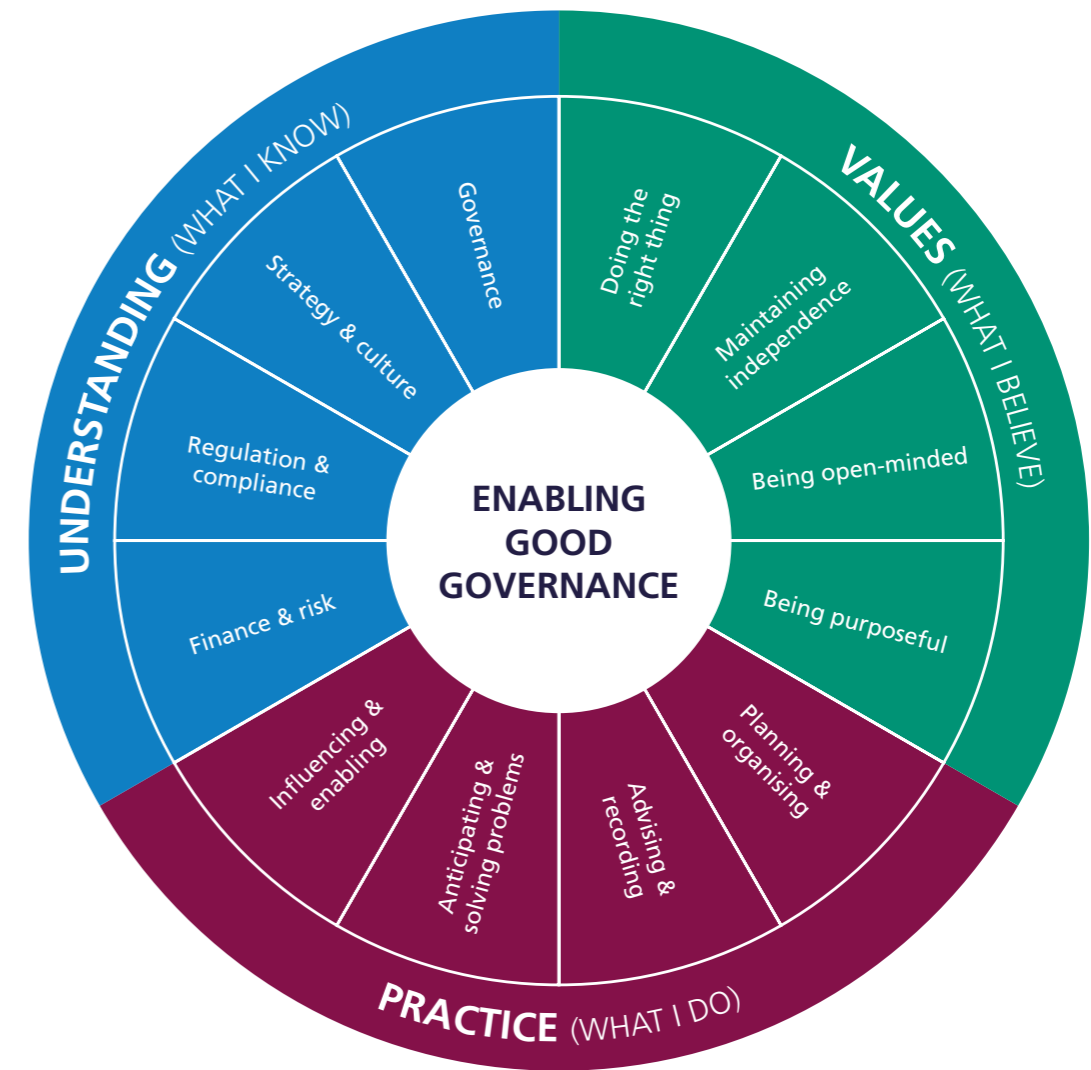 UNDERSTANDING (WHAT I KNOW)
Governance
Strategy & culture
Regulation &
compliance
Finance & risk
VALUES (WHAT I BELIEVE)
Doing the
right thing
Maintaining
independence
Being open-minded
Being purposeful
PRACTICE (WHAT I DO)
Planning &
organising
Advising &
recording
Anticipating &
solving problems
Influencing &
enabling
ENABLING
GOOD
GOVERNANCE